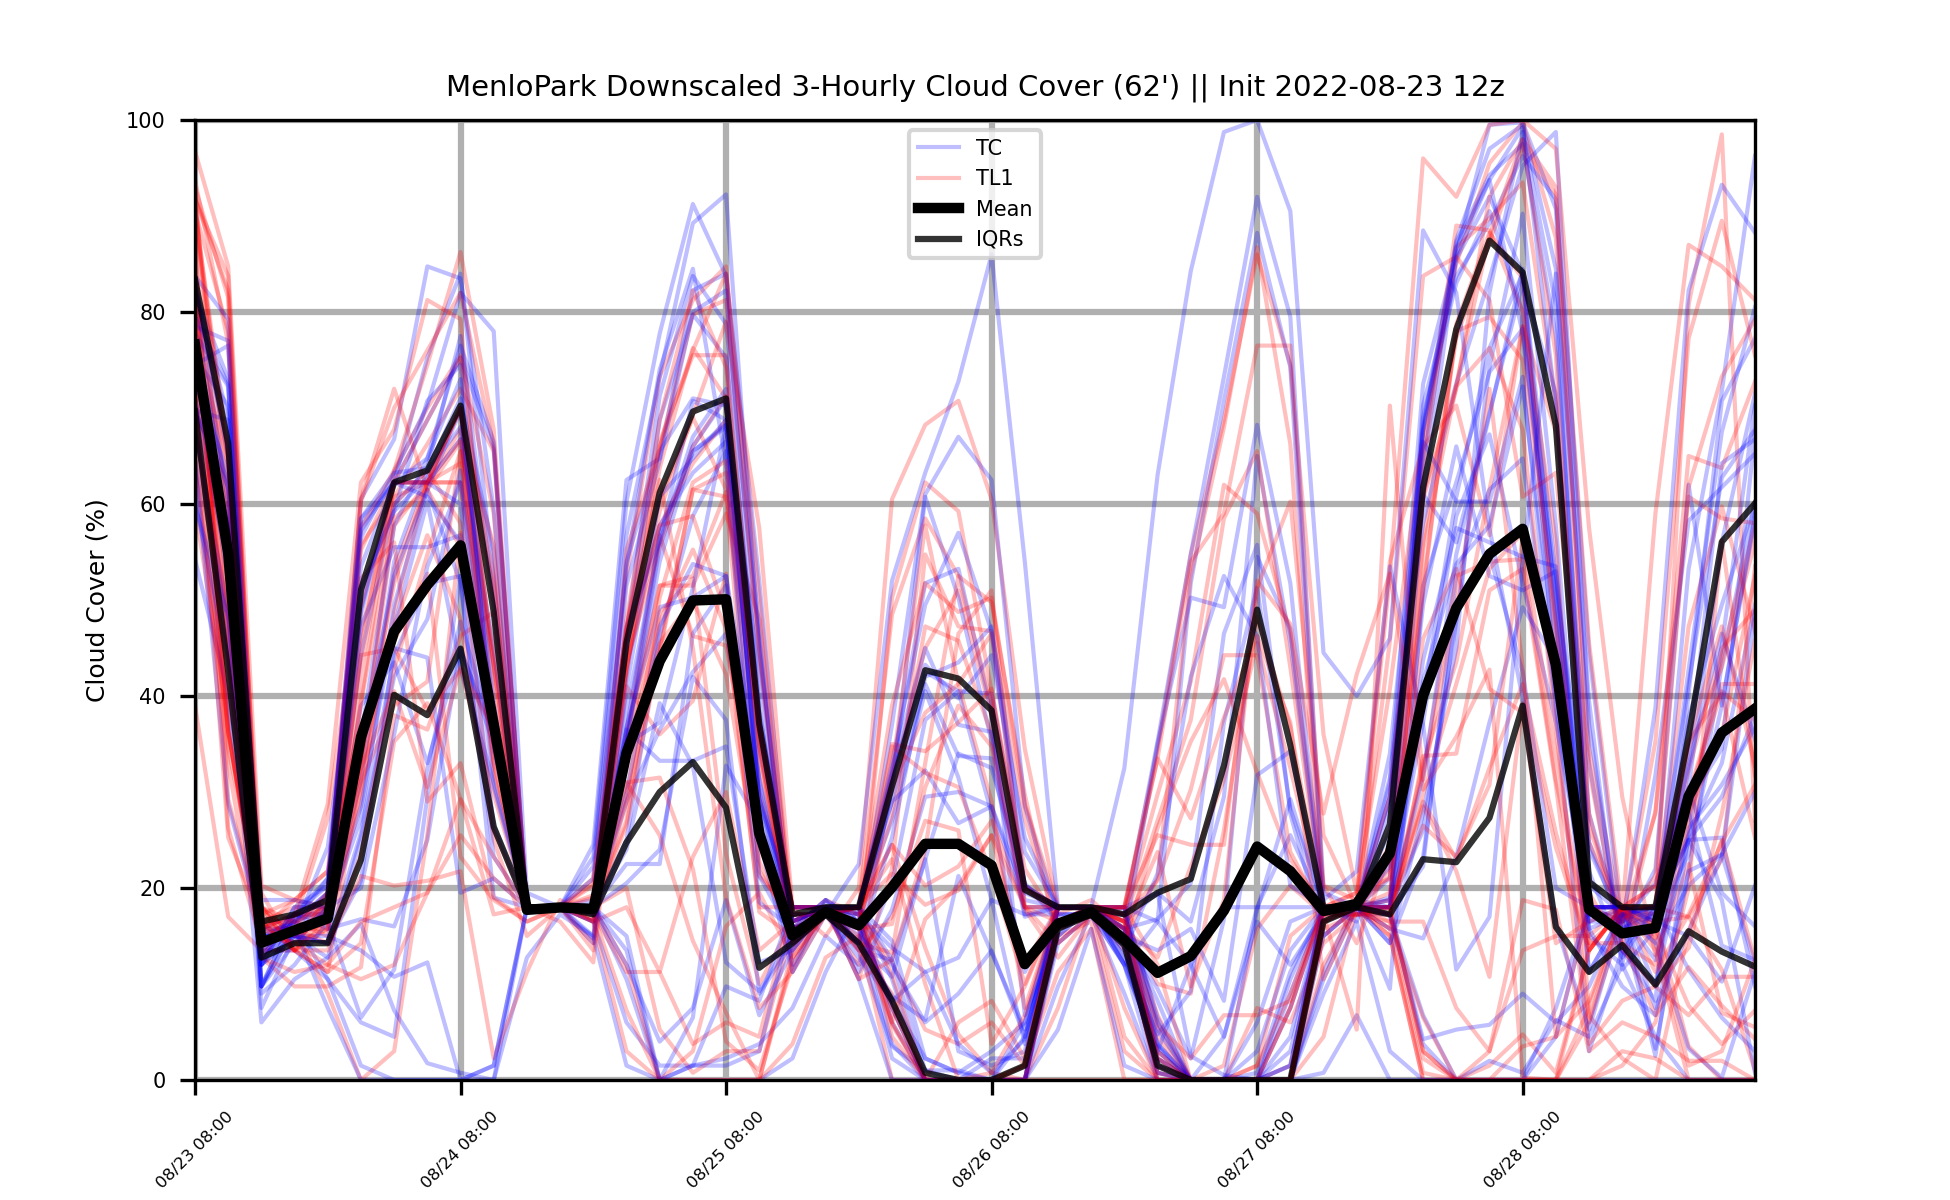 MenloPark Downscaled 3-Hourly Cloud Cover (62') || Init 2022-08-23 12z
TC
TL1
Mean
IQRs
Cloud Cover (%)
100
80
60
40
20
0
08/23 08:00
08/24 08:00
08/25 08:00
08/26 08:00
08/27 08:00
08/28 08:00